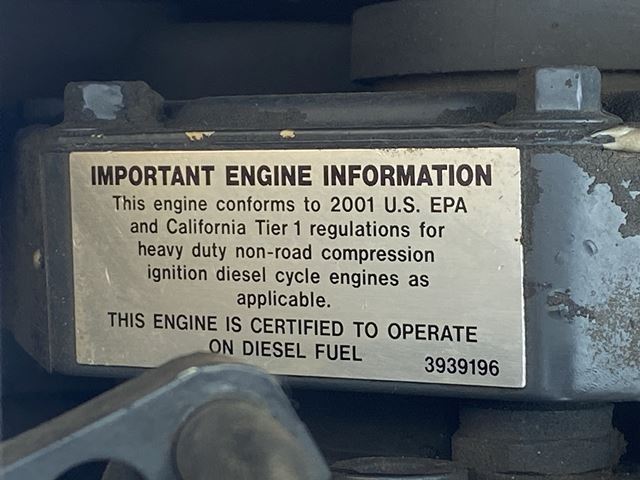 IMPORTANT ENGINE INFORMATION
This engine conforms to 2001 U.S. EPA
and California Tier 1 regulations for
heavy duty non-road compression
ignition diesel cycle engines as
applicable.
THIS ENGINE IS CERTIFIED TO OPERATE
ON DIESEL FUEL
3939196